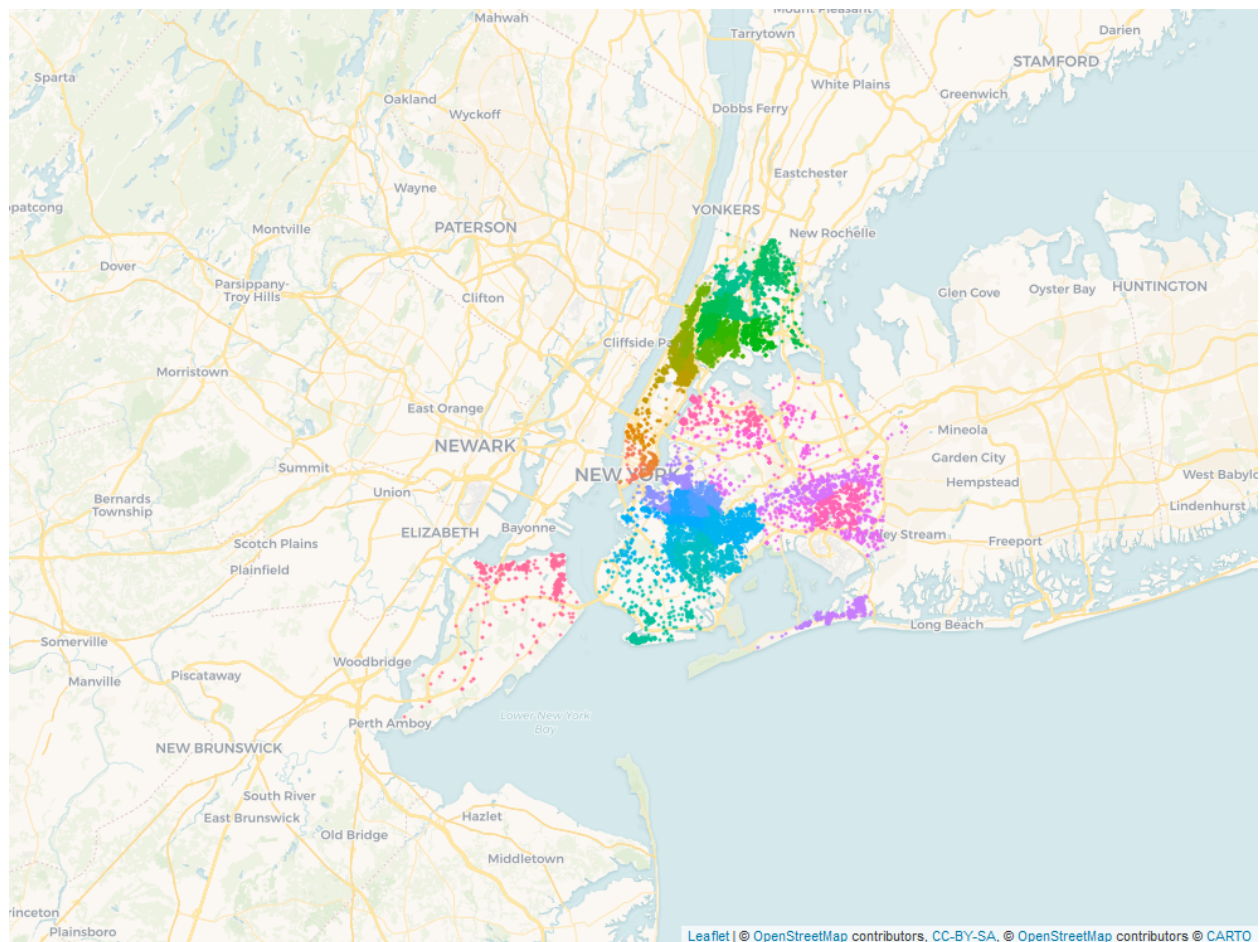 Mount Pleasant
Mahwah
Darien
Tarrytown
STAMFORD
Sparta
White Plains
Greenwich
Oakland
Dobbs Ferry
Wyckoff
Eastchester
Wayne
opatcong
YONKERS
PATERSON
Montville
New Rochelle
Dover
Parsippany-
Troy Hills
Clifton
Glen Cove
Oyster Bay
HUNTINGTON
Cliffside Pa
Morristown
East Orange
Mineola
NEWARK
Garden City
Summit
NEW YORK
West Babylo
Hempstead
Union
Bernards
Township
Lindenhurst
ELIZABETH
Bayonne
ey Stream
Freeport
Scotch Plains
Plainfield
Long Beach
Somerville
Woodbridge
Piscataway
Manville
Perth Amboy
Lower New York
Bay
NEW BRUNSWICK
South River
East Brunswick
Hazlet
Old Bridge
Middletown
rinceton
Plainsboro
Leaflet | © OpenStreetMap contributors, CC-BY-SA, © OpenStreetMap contributors © CARTO